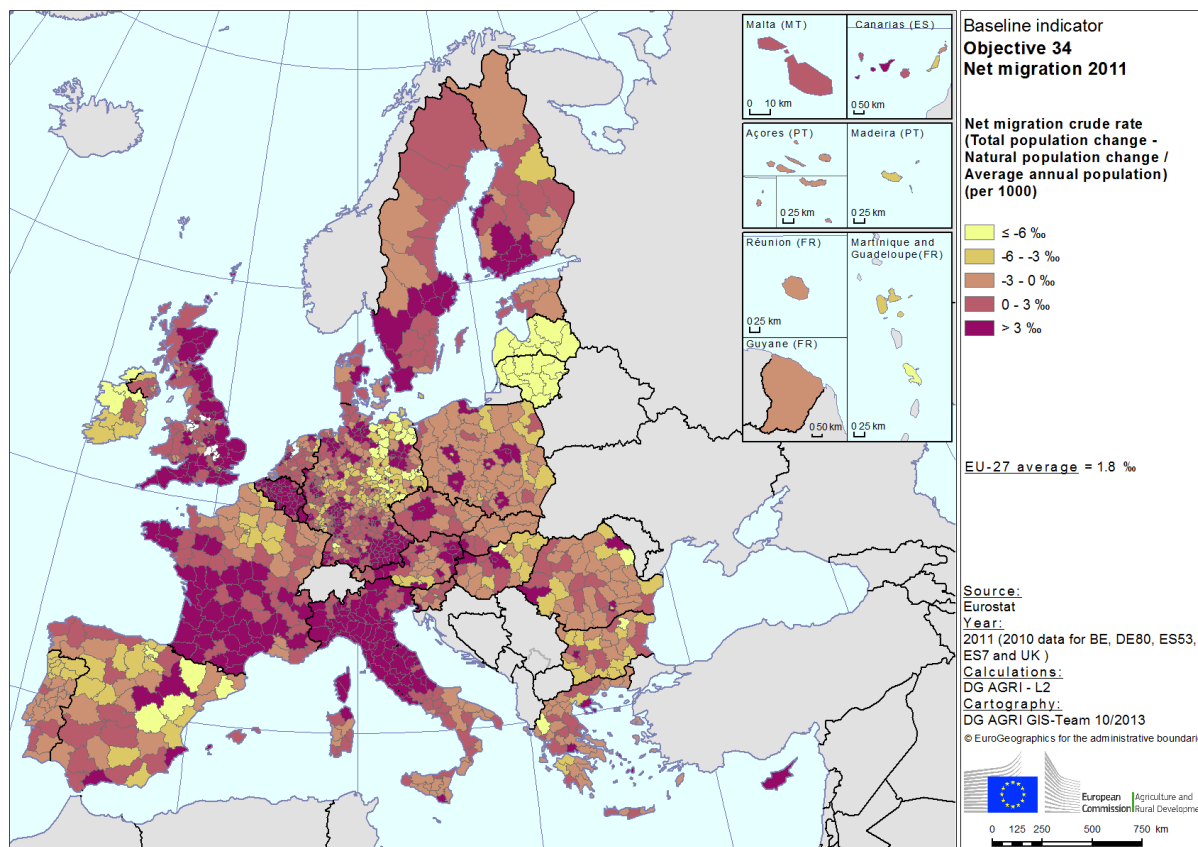 Malta (MT)
0 10 km
Canarias (ES)
0 50 km
Açores (PT)
0 25 km
Madeira (PT)
0 25 km
Réunion (FR)
0 25 km
Martinique and
Guadeloupe(FR)
0 25 km
Guyane (FR)
0 50 km
Baseline indicator
Objective 34
Net migration 2011
Net migration crude rate
(Total population change -
Natural population change /
Average annual population)
(per 1000)
≤ -6 ‰
-6 - -3 ‰
-3 - 0 ‰
0 - 3 ‰
> 3 ‰
EU-27 average = 1.8 ‰
Source:
Eurostat
Year:
2011 (2010 data for BE, DE80, ES53,
ES7 and UK )
Calculations:
DG AGRI - L2
Cartography:
DG AGRI GIS-Team 10/2013
© EuroGeographics for the administrative boundari
European
Commission
Agriculture and
Rural Developme
0 125 250 500 750 km